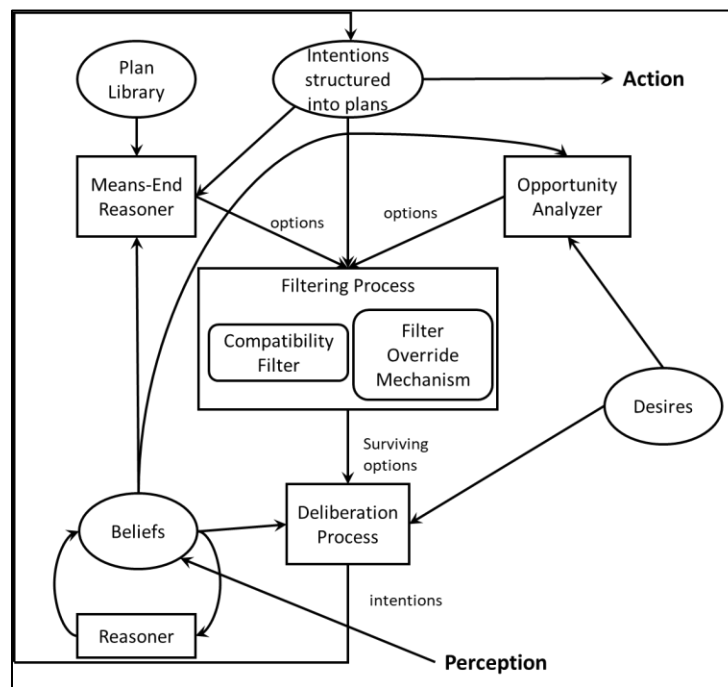 Plan
Library
Intentions
structured
into plans
Action
Means-End
Reasoner
Opportunity
Analyzer
options
options
Filtering Process
Compatibility
Filter
Filter
Override
Mechanism
Desires
Surviving
options
Beliefs
Deliberation
Process
intentions
Reasoner
Perception